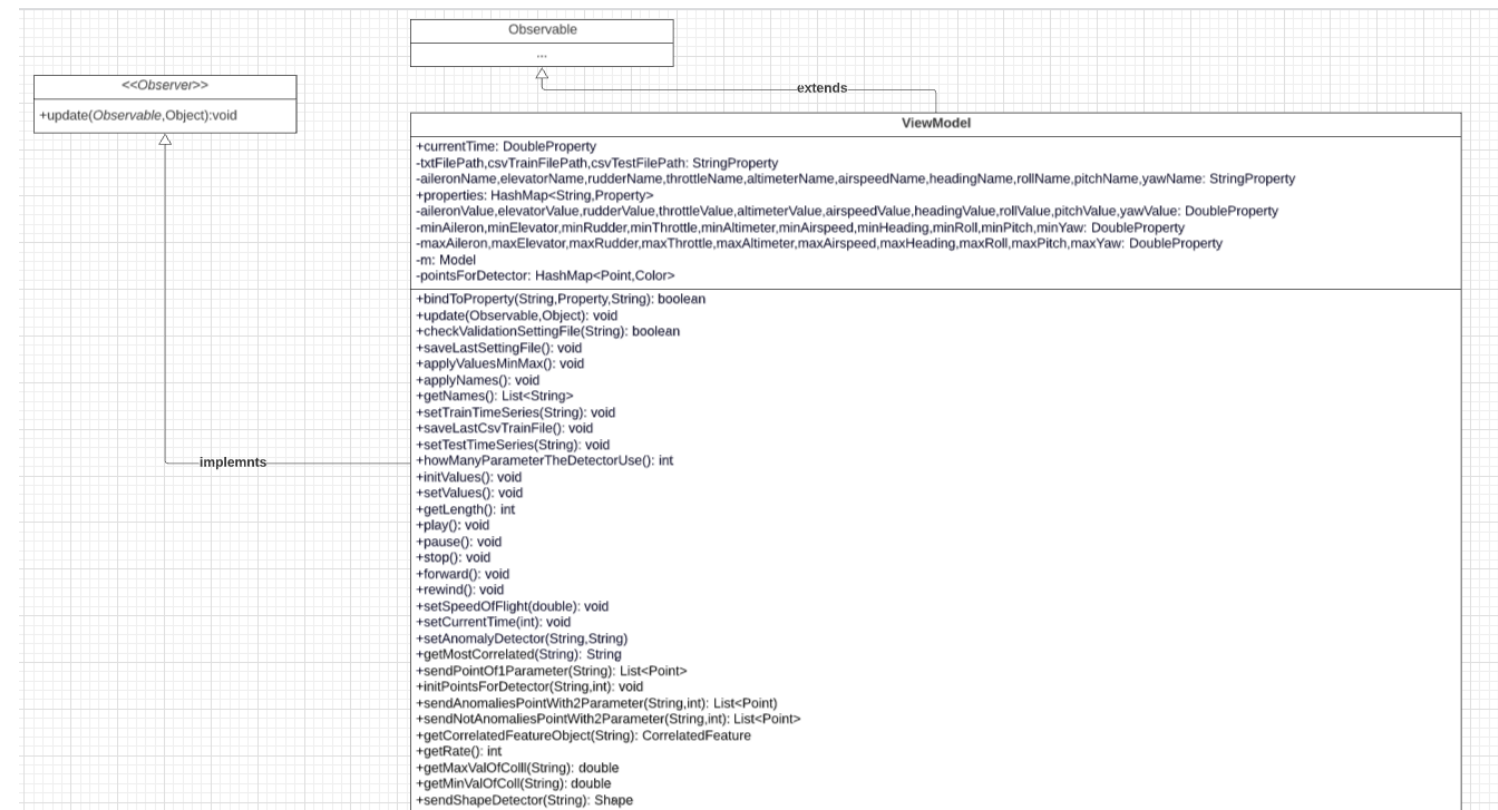 Observable
...
<<Observer>>
+update(Observable,Object):void
extends
implemnts
ViewModel
+currentTime: DoubleProperty
-txtFilePath,csvTrainFilePath,csvTestFilePath: StringProperty
-aileronName,elevatorName,rudderName,throttleName,altimeterName,airspeedName,headingName,rollName,pitchName,yawName: StringProperty
+properties: HashMap<String,Property>
-aileronValue,elevatorValue,rudderValue,throttleValue,altimeterValue,airspeedValue,headingValue,rollValue,pitchValue,yawValue: DoubleProperty
-minAileron,minElevator,minRudder,minThrottle,minAltimeter,minAirspeed,minHeading,minRoll,minPitch,minYaw: DoubleProperty
-maxAileron,maxElevator,maxRudder,maxThrottle,maxAltimeter,maxAirspeed,maxHeading,maxRoll,maxPitch,maxYaw: DoubleProperty
-m: Model
-pointsForDetector: HashMap<Point,Color>
+bindToProperty(String,Property,String): boolean
+update(Observable,Object): void
+checkValidationSettingFile(String): boolean
+saveLastSettingFile(): void
+applyValuesMinMax(): void
+applyNames(): void
+getNames(): List<String>
+setTrainTimeSeries(String): void
+saveLastCsvTrainFile(): void
+setTestTimeSeries(String): void
+howManyParameterTheDetectorUse(): int
+initValues(): void
+setValues(): void
+getLength(): int
+play(): void
+pause(): void
+stop(): void
+forward(): void
+rewind(): void
+setSpeedOfFlight(double): void
+setCurrentTime(int): void
+setAnomalyDetector(String,String)
+getMostCorrelated(String): String
+sendPointOf1Parameter(String): List<Point>
+initPointsForDetector(String,int): void
+sendAnomaliesPointWith2Parameter(String,int): List<Point)
+sendNotAnomaliesPointWith2Parameter(String,int): List<Point>
+getCorrelatedFeatureObject(String): CorrelatedFeature
+getRate(): int
+getMaxValOfColll(String): double
+getMinValOfColl(String): double
+sendShapeDetector(String): Shape